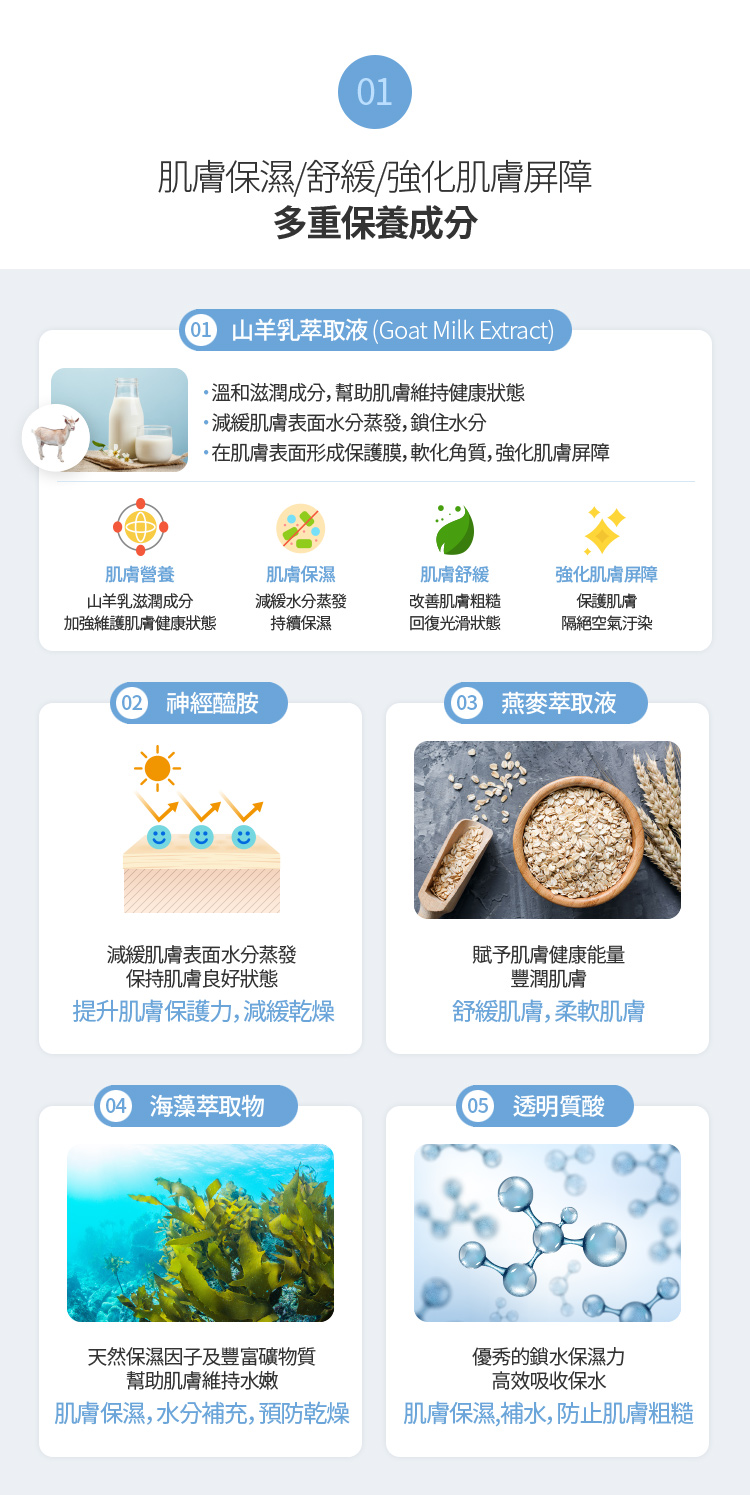 01
肌膚保濕/舒緩/強化肌膚屏障
多重保養成分
01 山羊乳萃取液 (Goat Milk Extract)
·溫和滋潤成分, 幫助肌膚維持健康狀態
·減緩肌膚表面水分蒸發, 鎖住水分
·在肌膚表面形成保護膜, 軟化角質, 強化肌膚屏障
肌膚營養
山羊乳滋潤成分
加強維護肌膚健康狀態
肌膚保濕
減緩水分蒸發
持續保濕
肌膚舒緩
改善肌膚粗糙
回復光滑狀態
強化肌膚屏障
保護肌膚
隔絕空氣汙染
02 神經醯胺
減緩肌膚表面水分蒸發
保持肌膚良好狀態
提升肌膚保護力, 減緩乾燥
03 燕麥萃取液
賦予肌膚健康能量
豐潤肌膚
舒緩肌膚, 柔軟肌膚
04 海藻萃取物
天然保濕因子及豐富礦物質
幫助肌膚維持水嫩
肌膚保濕, 水分補充, 預防乾燥
05 透明質酸
優秀的鎖水保濕力
高效吸收保水
肌膚保濕,補水, 防止肌膚粗糙